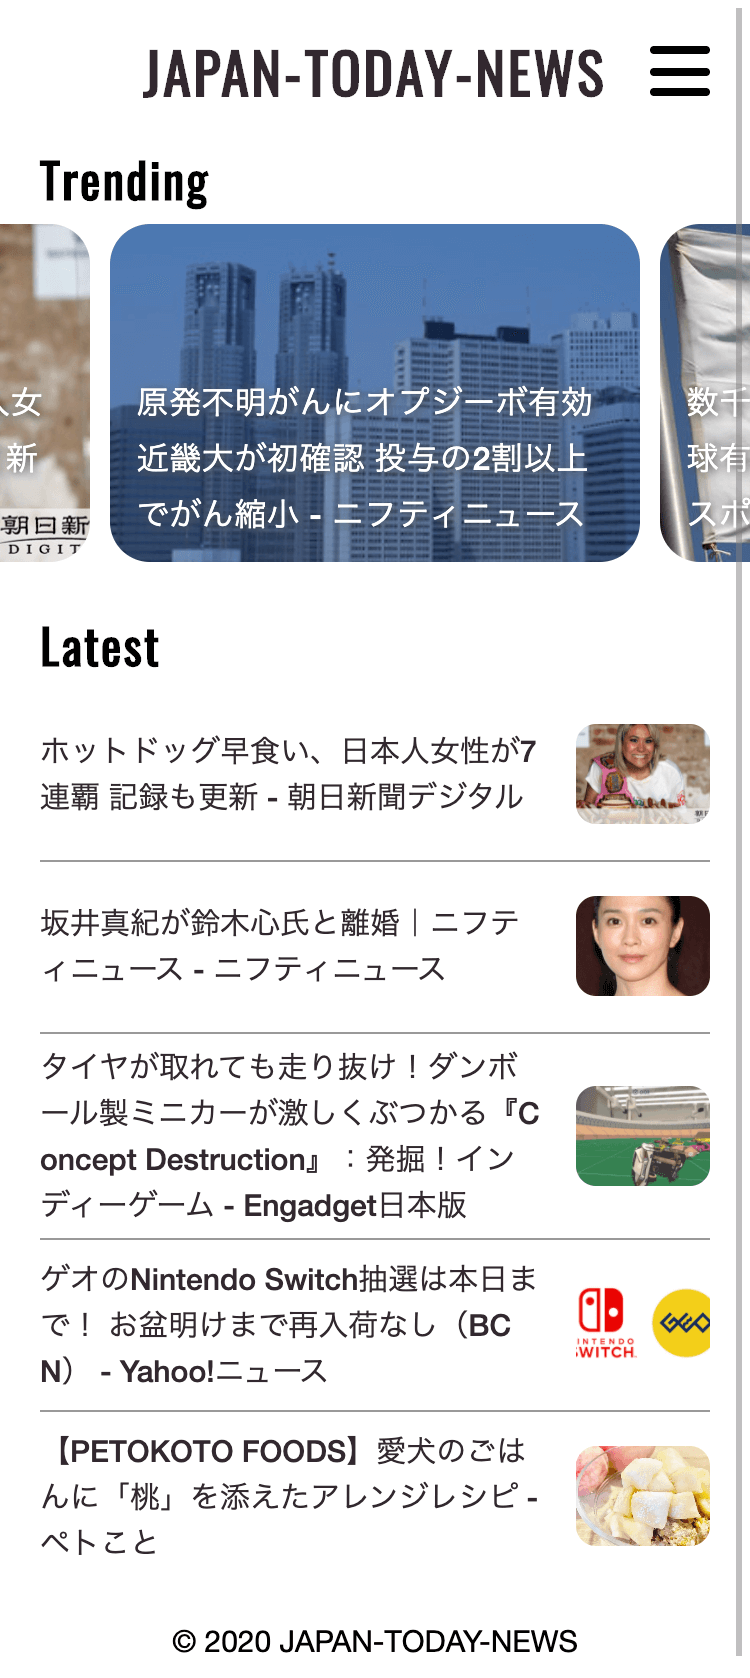 JAPAN-TODAY-NEWS
Trending
人女
新
朝日新
DIGIT
原発不明がんにオプジーボ有効
近畿大が初確認 投与の2割以上
でがん縮小 - ニフティニュース
数千
球有
スポ
Latest
ホットドッグ早食い、日本人女性が7
連覇 記録も更新 - 朝日新聞デジタル
坂井真紀が鈴木心氏と離婚｜ニフテ
ィニュース - ニフティニュース
タイヤが取れても走り抜け！ダンボ
ール製ミニカーが激しくぶつかる『C
oncept Destruction』：発掘！イン
ディーゲーム - Engadget日本版
ゲオのNintendo Switch抽選は本日ま
で！ お盆明けまで再入荷なし（BC
N） - Yahoo!ニュース
NINTENDO
SWITCH
GEO
【PETOKOTO FOODS】愛犬のごは
んに「桃」を添えたアレンジレシピ -
ペトこと
© 2020 JAPAN-TODAY-NEWS